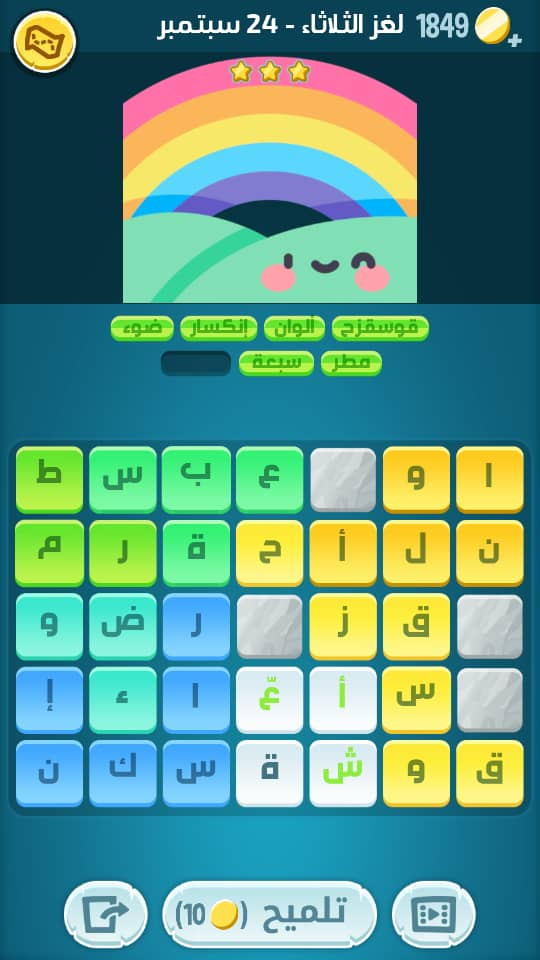 1849 لغز الثلاثاء - 24 سبتمبر
قوسقزح ألوان إنكسار ضوء
مطر سبعة
ا و ع ب س ط
ن ل أ ح ة ر م
ق ز ر ض و
س أ عّ ا ء إ
ق و ش ة س ك ن
تلميح (10)